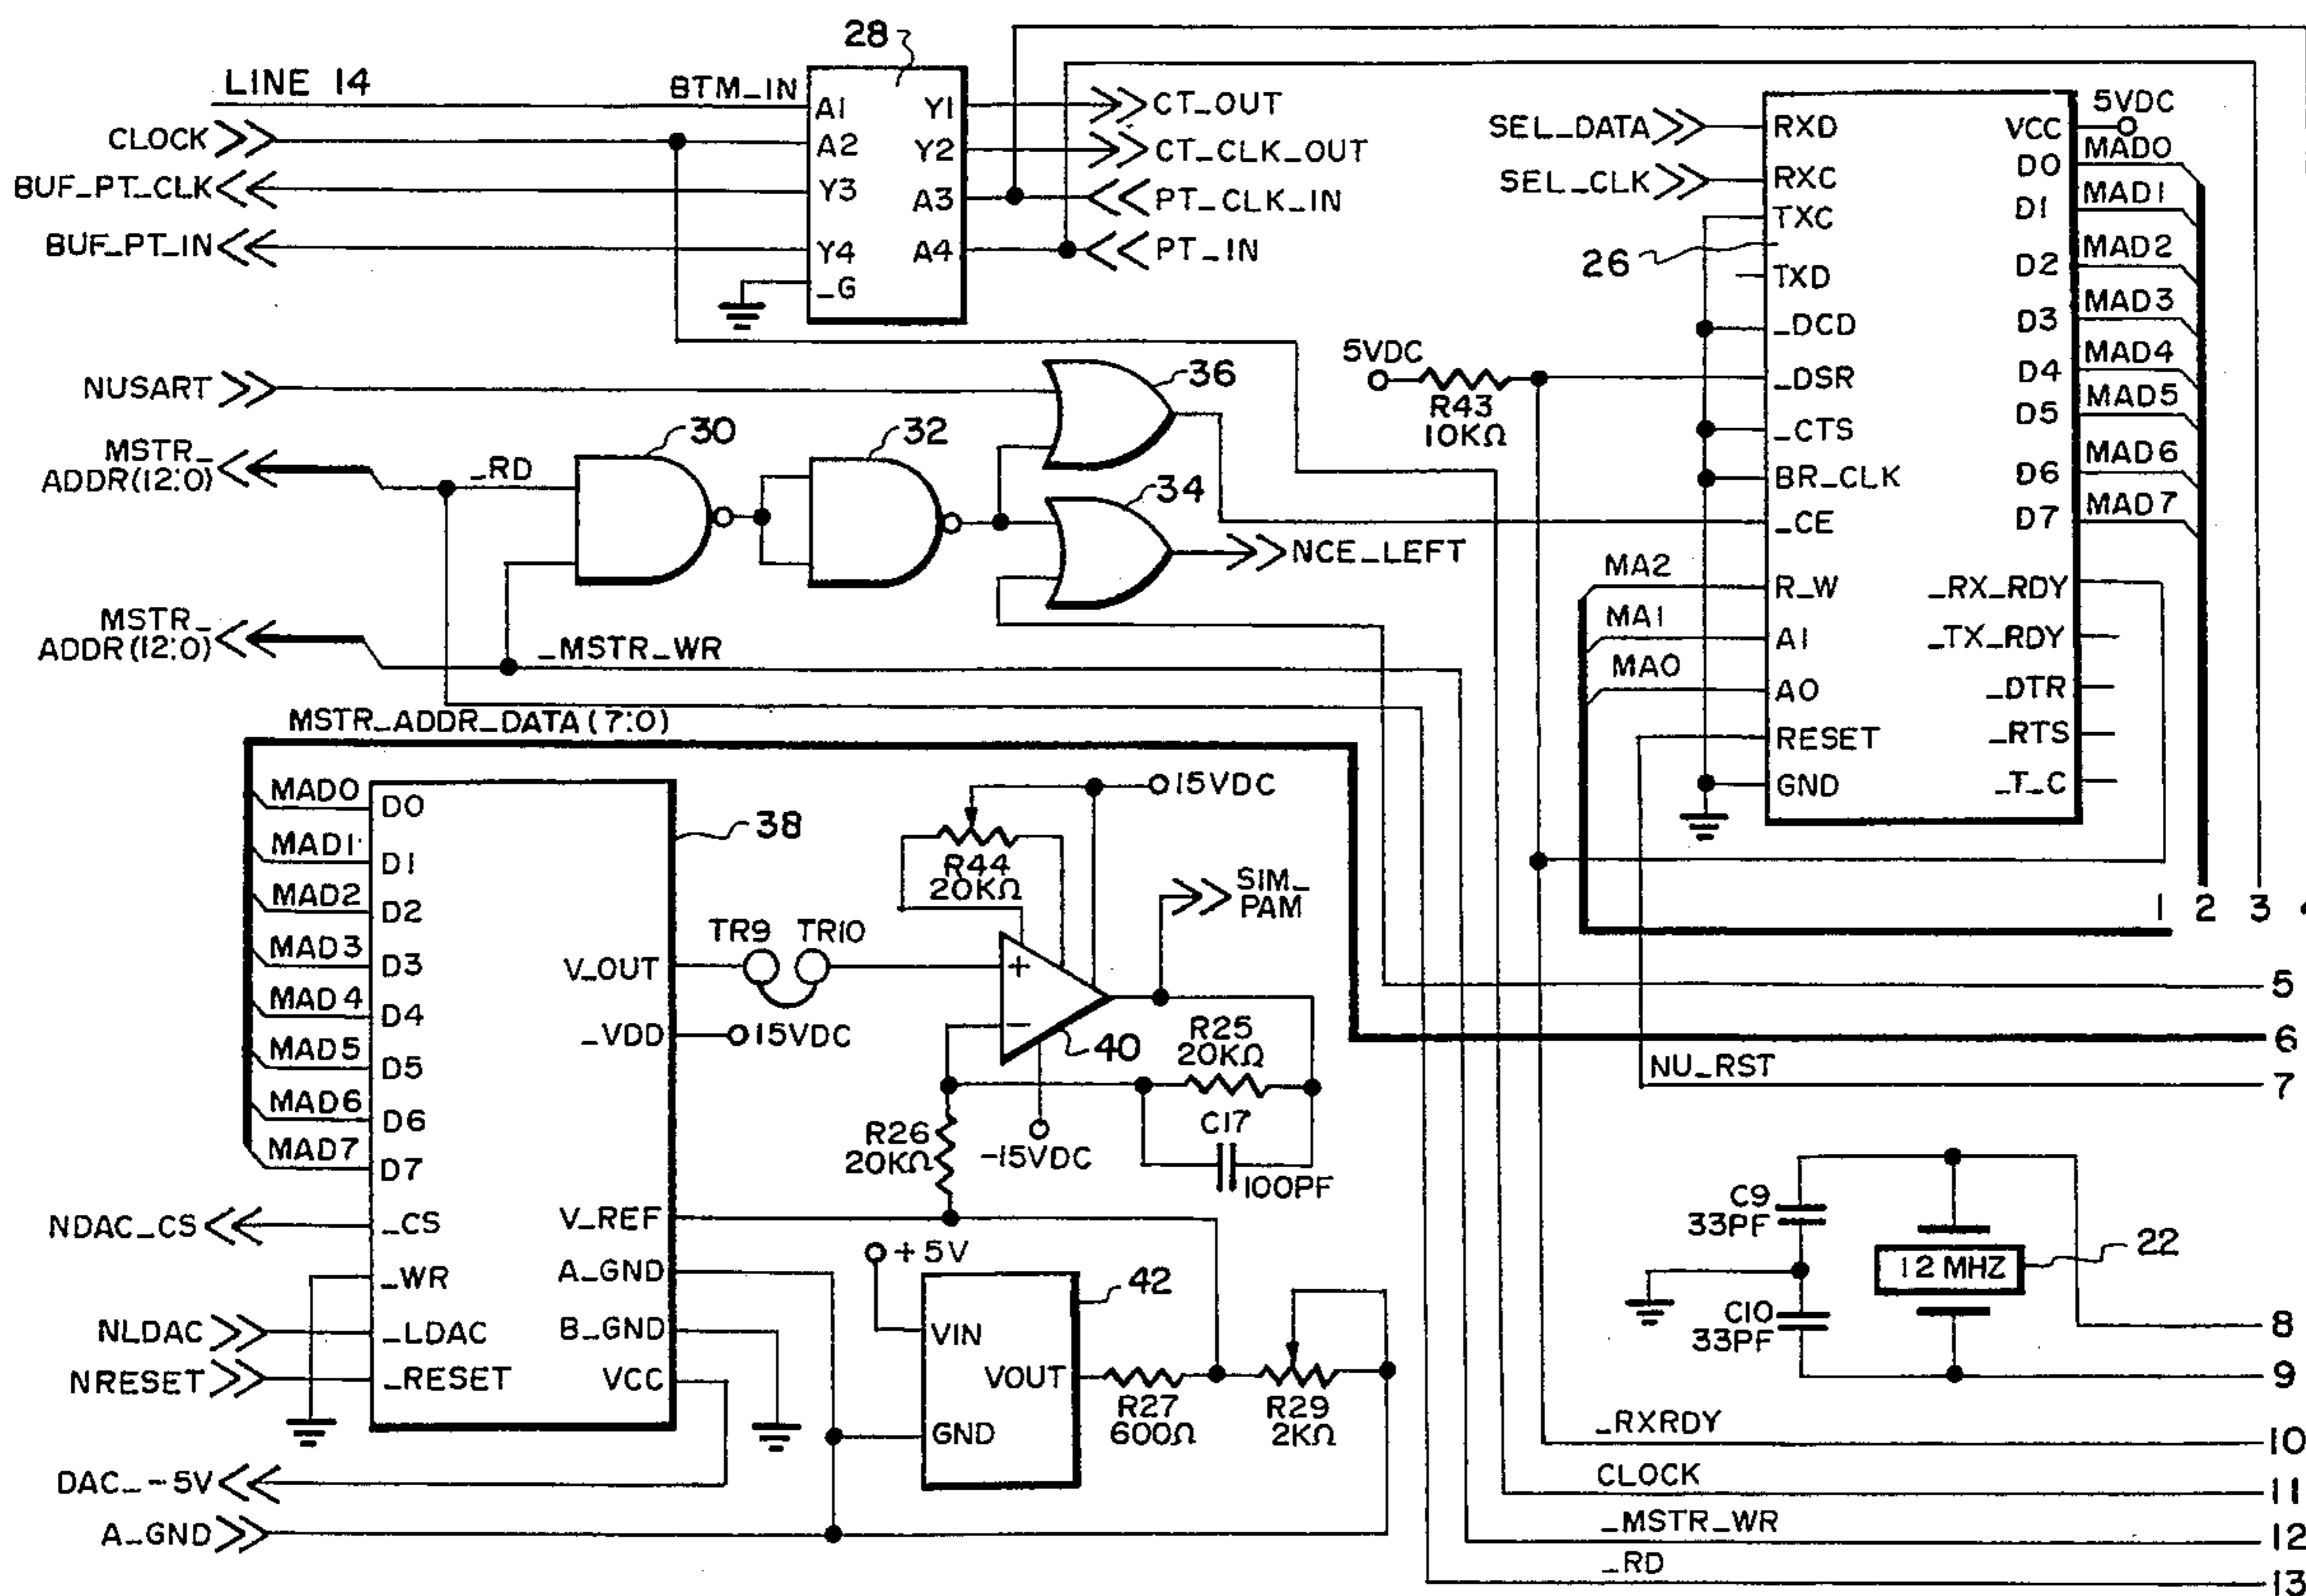 28
LINE 14
BTM_IN
A1
Y1
CT_OUT
CLOCK
A2
Y2
CT_CLK_OUT
BUF_PT_CLK
Y3
A3
PT_CLK_IN
BUF_PT_IN
Y4
A4
PT_IN
_G
SEL_DATA
RXD
VCC
5VDC
SEL_CLK
RXC
D0
MAD0
TXC
D1
MAD1
26
TXD
D2
MAD2
_DCD
D3
MAD3
5VDC
R43
10KΩ
_DSR
D4
MAD4
_CTS
D5
MAD5
BR_CLK
D6
MAD6
_CE
D7
MAD7
MA2
R_W
_RX_RDY
MA1
A1
_TX_RDY
MA0
A0
_DTR
RESET
_RTS
GND
_T_C
NUSART
36
MSTR_
ADDR(12:0)
_RD
30
32
34
NCE_LEFT
MSTR_
ADDR(12:0)
_MSTR_WR
MSTR_ADDR_DATA(7:0)
MAD0
D0
38
MAD1
D1
MAD2
D2
MAD3
D3
V_OUT
MAD4
D4
_VDD
15VDC
MAD5
D5
MAD6
D6
MAD7
D7
NDAC_CS
_CS
V_REF
_WR
A_GND
NLDAC
_LDAC
B_GND
NRESET
_RESET
VCC
DAC_-5V
A_GND
15VDC
R44
20KΩ
SIM_
PAM
TR9
TR10
+
-
40
R25
20KΩ
R26
20KΩ
-15VDC
C17
100PF
+5V
42
VIN
VOUT
GND
R27
600Ω
R29
2KΩ
1
2
3
5
6
NU_RST
7
C9
33PF
12 MHZ
22
C10
33PF
8
9
_RXRDY
10
CLOCK
11
_MSTR_WR
12
_RD
13